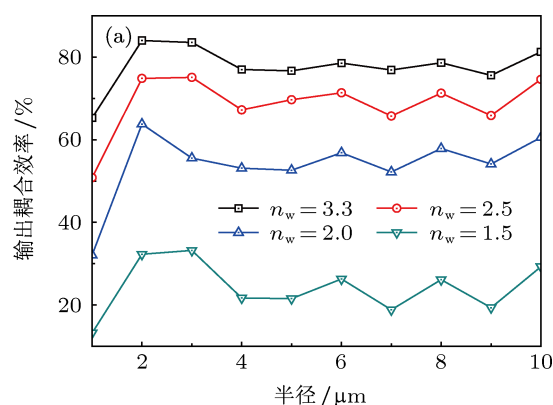 (a)
80
60
40
20
输出耦合效率/%
n_w = 3.3 n_w = 2.5
n_w = 2.0 n_w = 1.5
2 4 6 8 10
半径/μm